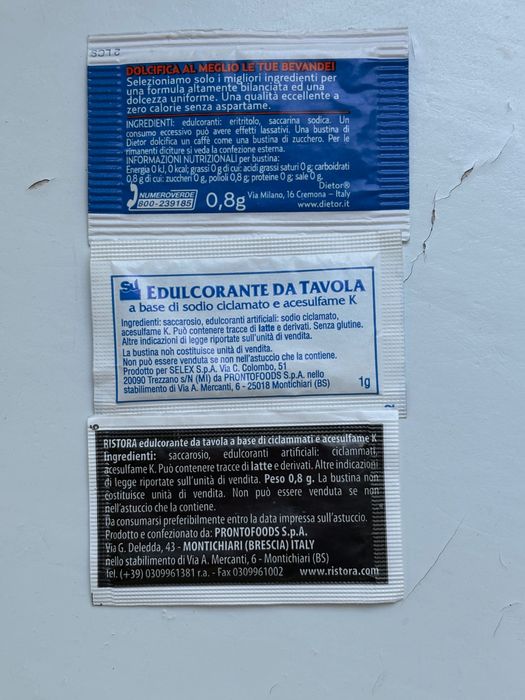 2 LCS
DOLCIFICA AL MEGLIO LE TUE BEVANDE!
Selezioniamo solo i migliori ingredienti per
una formula altamente bilanciata ed una
dolcezza uniforme. Una qualità eccellente a
zero calorie senza aspartame.
INGREDIENTI: edulcoranti: eritritolo, saccarina sodica. Un
consumo eccessivo può avere effetti lassativi. Una bustina di
Dietor dolcifica un caffè come una bustina di zucchero. Per le
rimanenti diciture si veda la confezione esterna.
INFORMAZIONI NUTRIZIONALI per bustina:
Energia 0 kJ, 0 kcal; grassi 0 g di cui: acidi grassi saturi 0 g; carboidrati
0,8 g di cui: zuccheri 0 g, polioli 0,8 g; proteine 0 g; sale 0 g.
Dietor®
NUMEROVERDE
800-239185
0,8g
Via Milano, 16 Cremona – Italy
www.dietor.it
Sù EDULCORANTE DA TAVOLA
a base di sodio ciclamato e acesulfame K
Ingredienti: saccarosio, edulcoranti artificiali: sodio ciclamato,
acesulfame K. Può contenere tracce di latte e derivati. Senza glutine.
Altre indicazioni di legge riportate sull'unità di vendita.
La bustina non costituisce unità di vendita.
Non può essere venduta se non nell'astuccio che la contiene.
Prodotto per SELEX S.p.A. Via C. Colombo, 51
20090 Trezzano s/N (MI) da PRONTOFOODS S.p.A. nello
stabilimento di Via A. Mercanti, 6 - 25018 Montichiari (BS)
1g
RISTORA edulcorante da tavola a base di ciclammati e acesulfame K
Ingredienti: saccarosio, edulcoranti artificiali: ciclammati,
acesulfame K. Può contenere tracce di latte e derivati. Altre indicazioni
di legge riportate sull'unità di vendita. Peso 0,8 g. La bustina non
costituisce unità di vendita. Non può essere venduta se non
nell'astuccio che la contiene.
Da consumarsi preferibilmente entro la data impressa sull'astuccio.
Prodotto e confezionato da: PRONTOFOODS S.p.A.
Via G. Deledda, 43 - MONTICHIARI (BRESCIA) ITALY
nello stabilimento di Via A. Mercanti, 6 - Montichiari (BS)
Tel. (+39) 0309961381 r.a. - Fax 0309961002 www.ristora.com